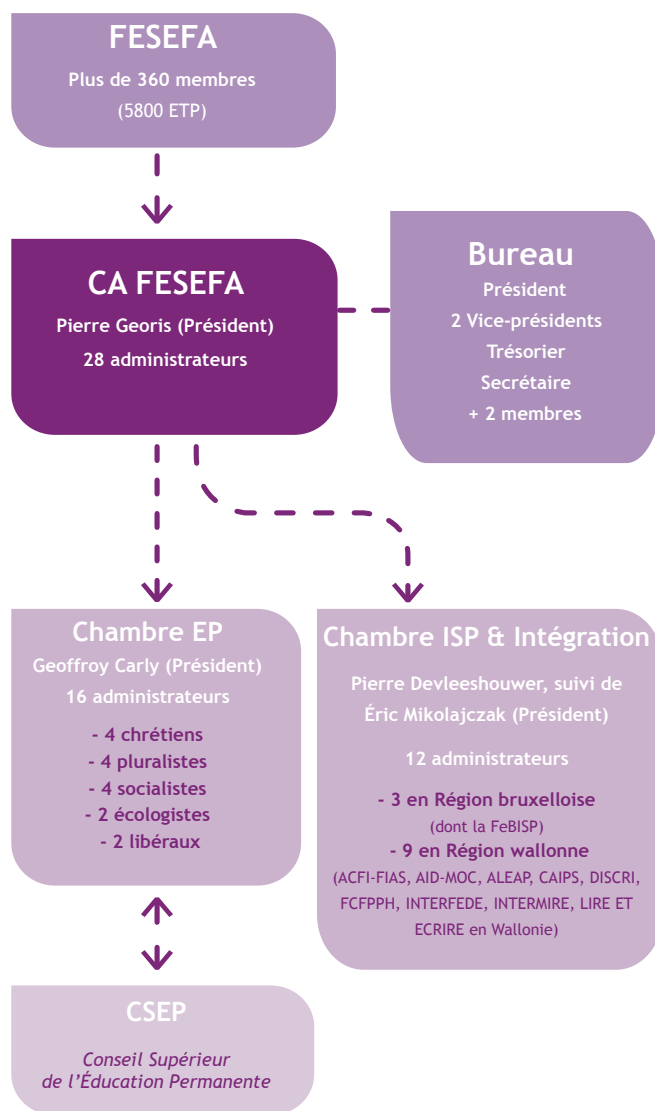 FESEFA
Plus de 360 membres
(5800 ETP)
CA FESEFA
Pierre Georis (Président)
28 administrateurs
Bureau
Président
2 Vice-présidents
Trésorier
Secrétaire
+ 2 membres
Chambre EP
Geoffroy Carly (Président)
16 administrateurs
- 4 chrétiens
- 4 pluralistes
- 4 socialistes
- 2 écologistes
- 2 libéraux
Chambre ISP & Intégration
Pierre Devleeshouwer, suivi de
Éric Mikolajczak (Président)
12 administrateurs
- 3 en Région bruxelloise
(dont la FeBISP)
- 9 en Région wallonne
(ACFI-FIAS, AID-MOC, ALEAP, CAIPS, DISCRI,
FCFPPH, INTERFEDE, INTERMIRE, LIRE ET
ECRIRE en Wallonie)
CSEP
Conseil Supérieur
de l'Éducation Permanente